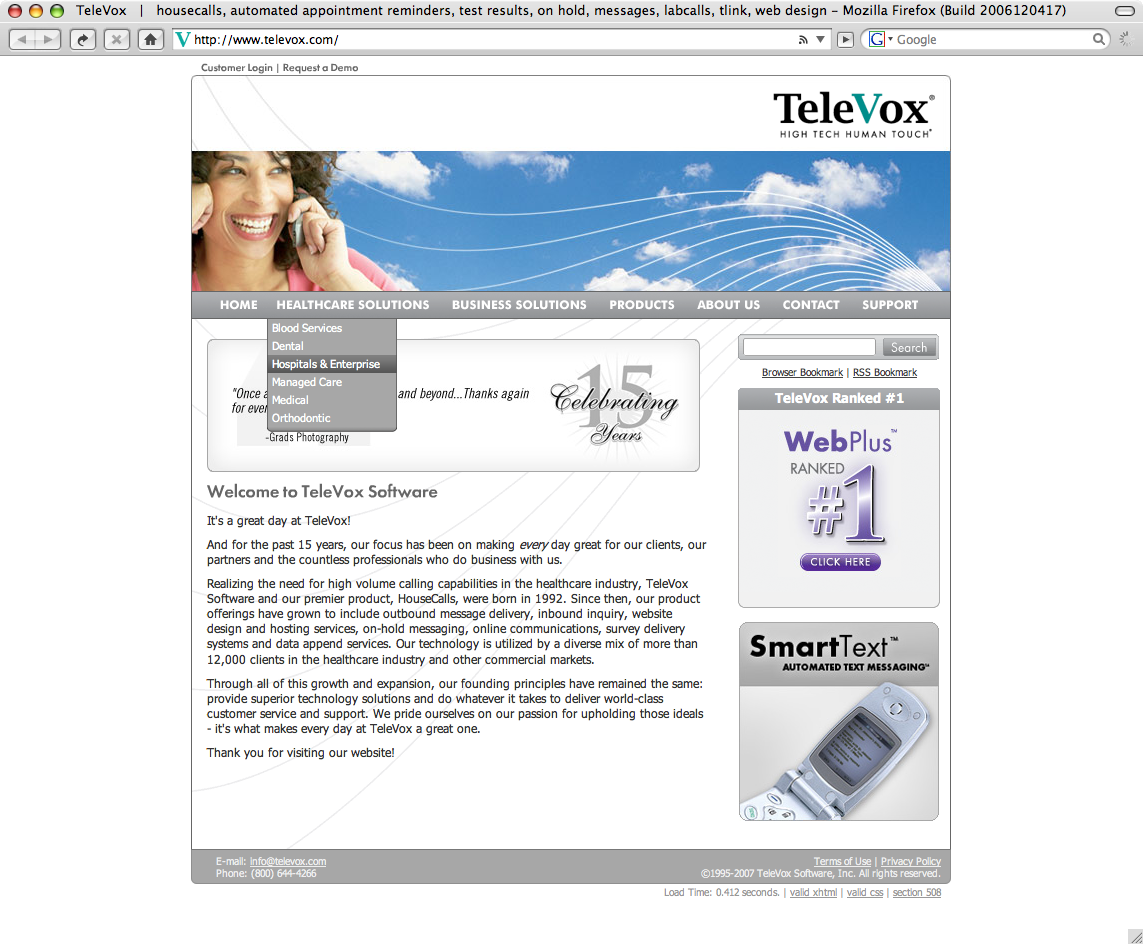 TeleVox | housecalls, automated appointment reminders, test results, on hold, messages, labcalls, tlink, web design – Mozilla Firefox (Build 2006120417)
http://www.televox.com/
G Google
Customer Login | Request a Demo
TeleVox®
HIGH TECH HUMAN TOUCH®
HOME HEALTHCARE SOLUTIONS BUSINESS SOLUTIONS PRODUCTS ABOUT US CONTACT SUPPORT
Blood Services
Dental
Hospitals & Enterprise
Managed Care
Medical
Orthodontic
"Once a
and beyond...Thanks again
for
-Grads Photography
15
Celebrating
Years
Search
Browser Bookmark | RSS Bookmark
TeleVox Ranked #1
WebPlus™
RANKED
#1
CLICK HERE
SmartText™
AUTOMATED TEXT MESSAGING™
Welcome to TeleVox Software
It's a great day at TeleVox!
And for the past 15 years, our focus has been on making every day great for our clients, our
partners and the countless professionals who do business with us.
Realizing the need for high volume calling capabilities in the healthcare industry, TeleVox
Software and our premier product, HouseCalls, were born in 1992. Since then, our product
offerings have grown to include outbound message delivery, inbound inquiry, website
design and hosting services, on-hold messaging, online communications, survey delivery
systems and data append services. Our technology is utilized by a diverse mix of more than
12,000 clients in the healthcare industry and other commercial markets.
Through all of this growth and expansion, our founding principles have remained the same:
provide superior technology solutions and do whatever it takes to deliver world-class
customer service and support. We pride ourselves on our passion for upholding those ideals
- it's what makes every day at TeleVox a great one.
Thank you for visiting our website!
E-mail: info@televox.com
Phone: (800) 644-4266
Terms of Use | Privacy Policy
©1995-2007 TeleVox Software, Inc. All rights reserved.
Load Time: 0.412 seconds. | valid xhtml | valid css | section 508